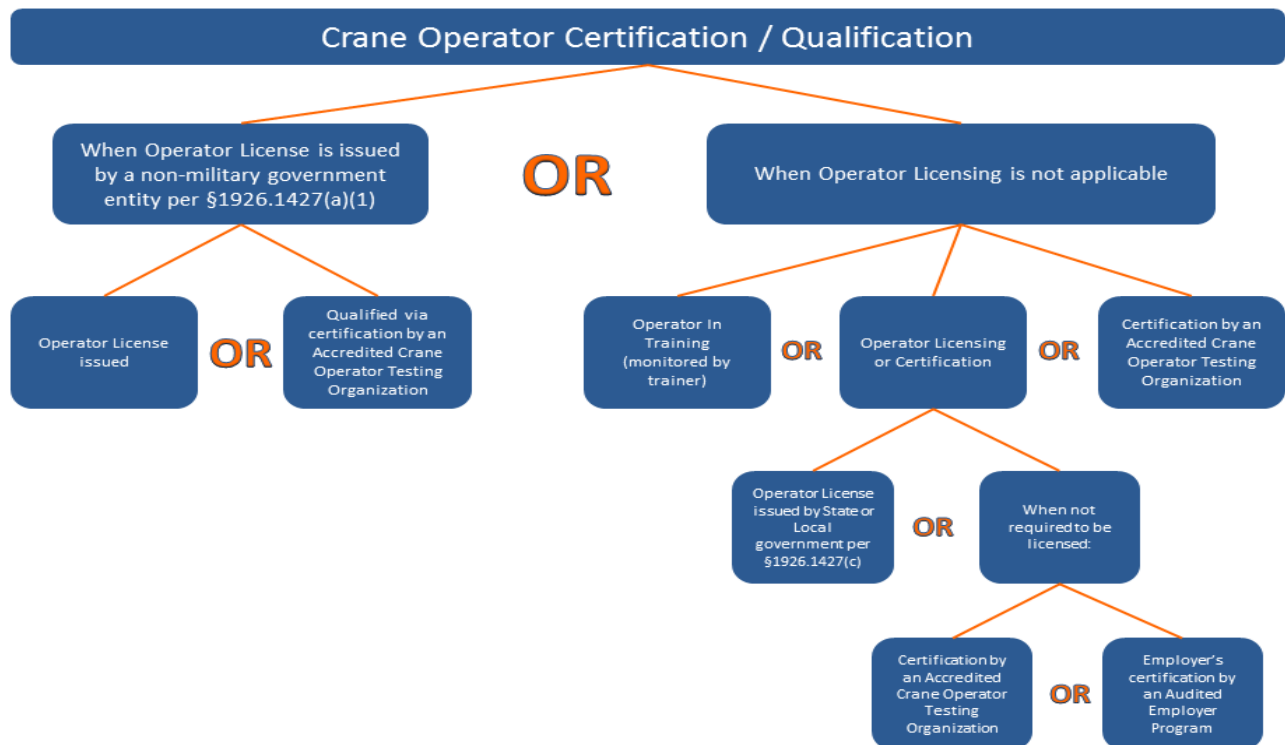 Crane Operator Certification / Qualification
When Operator License is issued
by a non-military government
entity per §1926.1427(a)(1)
OR
When Operator Licensing is not applicable
Operator License
issued
OR
Qualified via
certification by an
Accredited Crane
Operator Testing
Organization
Operator In
Training
(monitored by
trainer)
OR
Operator Licensing
or Certification
OR
Certification by an
Accredited Crane
Operator Testing
Organization
Operator License
issued by State or
Local
government per
§1926.1427(c)
OR
When not
required to be
licensed:
Certification by
an Accredited
Crane Operator
Testing
Organization
OR
Employer's
certification by
an Audited
Employer
Program